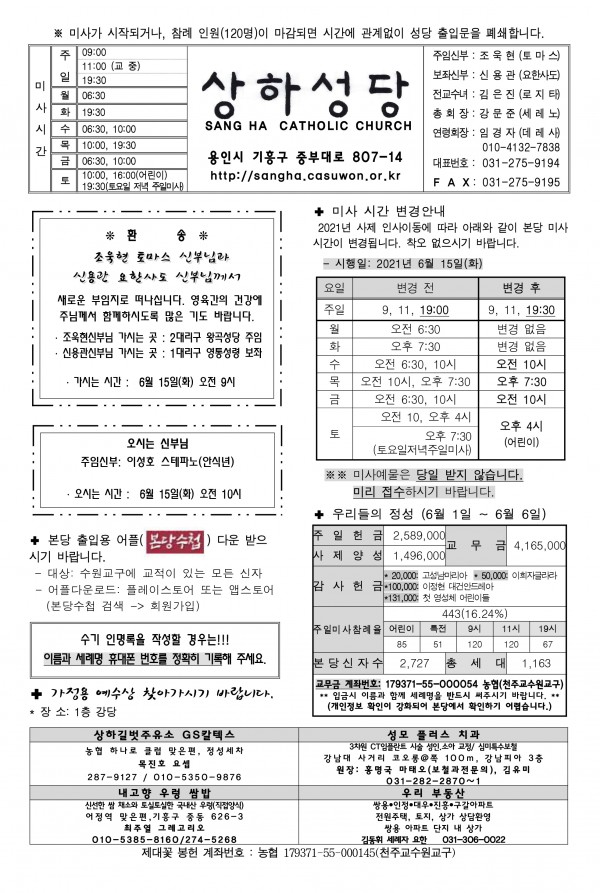 ※ 미사가 시작되거나, 참례 인원(120명)이 마감되면 시간에 관계없이 성당 출입문을 폐쇄합니다.
미사시간
주일 09:00
11:00 (교 중)
19:30
월 06:30
화 19:30
수 06:30, 10:00
목 10:00, 19:30
금 06:30, 10:00
토 10:00, 16:00(어린이)
19:30(토요일 저녁 주일미사)
상하성당
SANG HA CATHOLIC CHURCH
용인시 기흥구 중부대로 807-14
http://sangha.casuwon.or.kr
주임신부 : 조 욱 현 (토 마 스)
보좌신부 : 신 용 관 (요한사도)
전교수녀 : 김 은 진 (로 지 타)
총 회 장 : 강 문 준 (세 레 노)
연령회장 : 임 경 자 (데 레 사)
010-4132-7838
대표번호 : 031-275-9194
F A X : 031-275-9195
※ 환 송 ※
조욱현 토마스 신부님과
신용관 요한사도 신부님께서
새로운 부임지로 떠나십니다. 영육간의 건강에
주님께서 함께하시도록 많은 기도 바랍니다.
· 조욱현신부님 가시는 곳 : 2대리구 왕곡성당 주임
· 신용관신부님 가시는 곳 : 1대리구 영통성령 보좌
· 가시는 시간 : 6월 15일(화) 오전 9시
오시는 신부님
주임신부: 이성호 스테파노(안식년)
· 오시는 시간 : 6월 15일(화) 오전 10시
✚ 본당 출입용 어플( 본당수첩 ) 다운 받으
시기 바랍니다.
- 대상: 수원교구에 교적이 있는 모든 신자
- 어플다운로드: 플레이스토어 또는 앱스토어
(본당수첩 검색 -> 회원가입)
수기 인명록을 작성할 경우는!!!
이름과 세례명 휴대폰 번호를 정확히 기록해 주세요.
✚ 가정용 예수상 찾아가시기 바랍니다.
* 장 소: 1층 강당
✚ 미사 시간 변경안내
2021년 사제 인사이동에 따라 아래와 같이 본당 미사
시간이 변경됩니다. 착오 없으시기 바랍니다.
- 시행일: 2021년 6월 15일(화)
요일 변경 전 변경 후
주일 9, 11, 19:00 9, 11, 19:30
월 오전 6:30 변경 없음
화 오후 7:30 변경 없음
수 오전 6:30, 10시 오전 10시
목 오전 10시, 오후 7:30 오후 7:30
금 오전 6:30, 10시 오전 10시
토 오전 10, 오후 4시
오후 7:30
(토요일저녁주일미사)
오후 4시
(어린이)
※※ 미사예물은 당일 받지 않습니다.
미리 접수하시기 바랍니다.
✚ 우리들의 정성 (6월 1일 ~ 6월 6일)
주 일 헌 금 2,589,000 교 무 금 4,165,000
사 제 양 성 1,496,000
감 사 헌 금
* 20,000: 고성남마리아 * 50,000: 이희자글라라
*100,000: 이정현 대건안드레아
*131,000: 첫 영성체 어린이들
주일미사참례율 443(16.24%)
어린이 특전 9시 11시 19시
85 51 120 120 67
본 당 신 자 수 2,727 총 세 대 1,163
교무금 계좌번호: 179371-55-000054 농협(천주교수원교구)
** 입금시 이름과 함께 세례명을 반드시 써주시기 바랍니다. **
(개인정보 확인이 강화되어 본당에서 확인하기 어렵습니다.)
상하길벗주유소 GS칼텍스
농협 하나로 클럽 맞은편, 정성세차
목진호 요셉
287-9127 / 010-5350-9876
성모 플러스 치과
3차원 CT임플란트 시술 성인,소아 교정/ 심미특수보철
강남대 사거리 코오롱@쪽 100m, 강남피아 3층
원장: 홍명국 마태오(보철과전문의), 김유미
031-282-2870~1
내고향 우렁 쌈밥
신선한 쌈 채소와 토실토실한 국내산 우렁(직접양식)
어정역 맞은편,기흥구 중동 626-3
최주열 그레고리오
010-5385-8160/274-5268
우리 부동산
쌍용•인정•대우•진흥•구갈아파트
전원주택, 토지, 상가 상담환영
쌍용 아파트 단지 내 상가
김동휘 세례자 요한 031-306-0022
제대꽃 봉헌 계좌번호 : 농협 179371-55-000145(천주교수원교구)